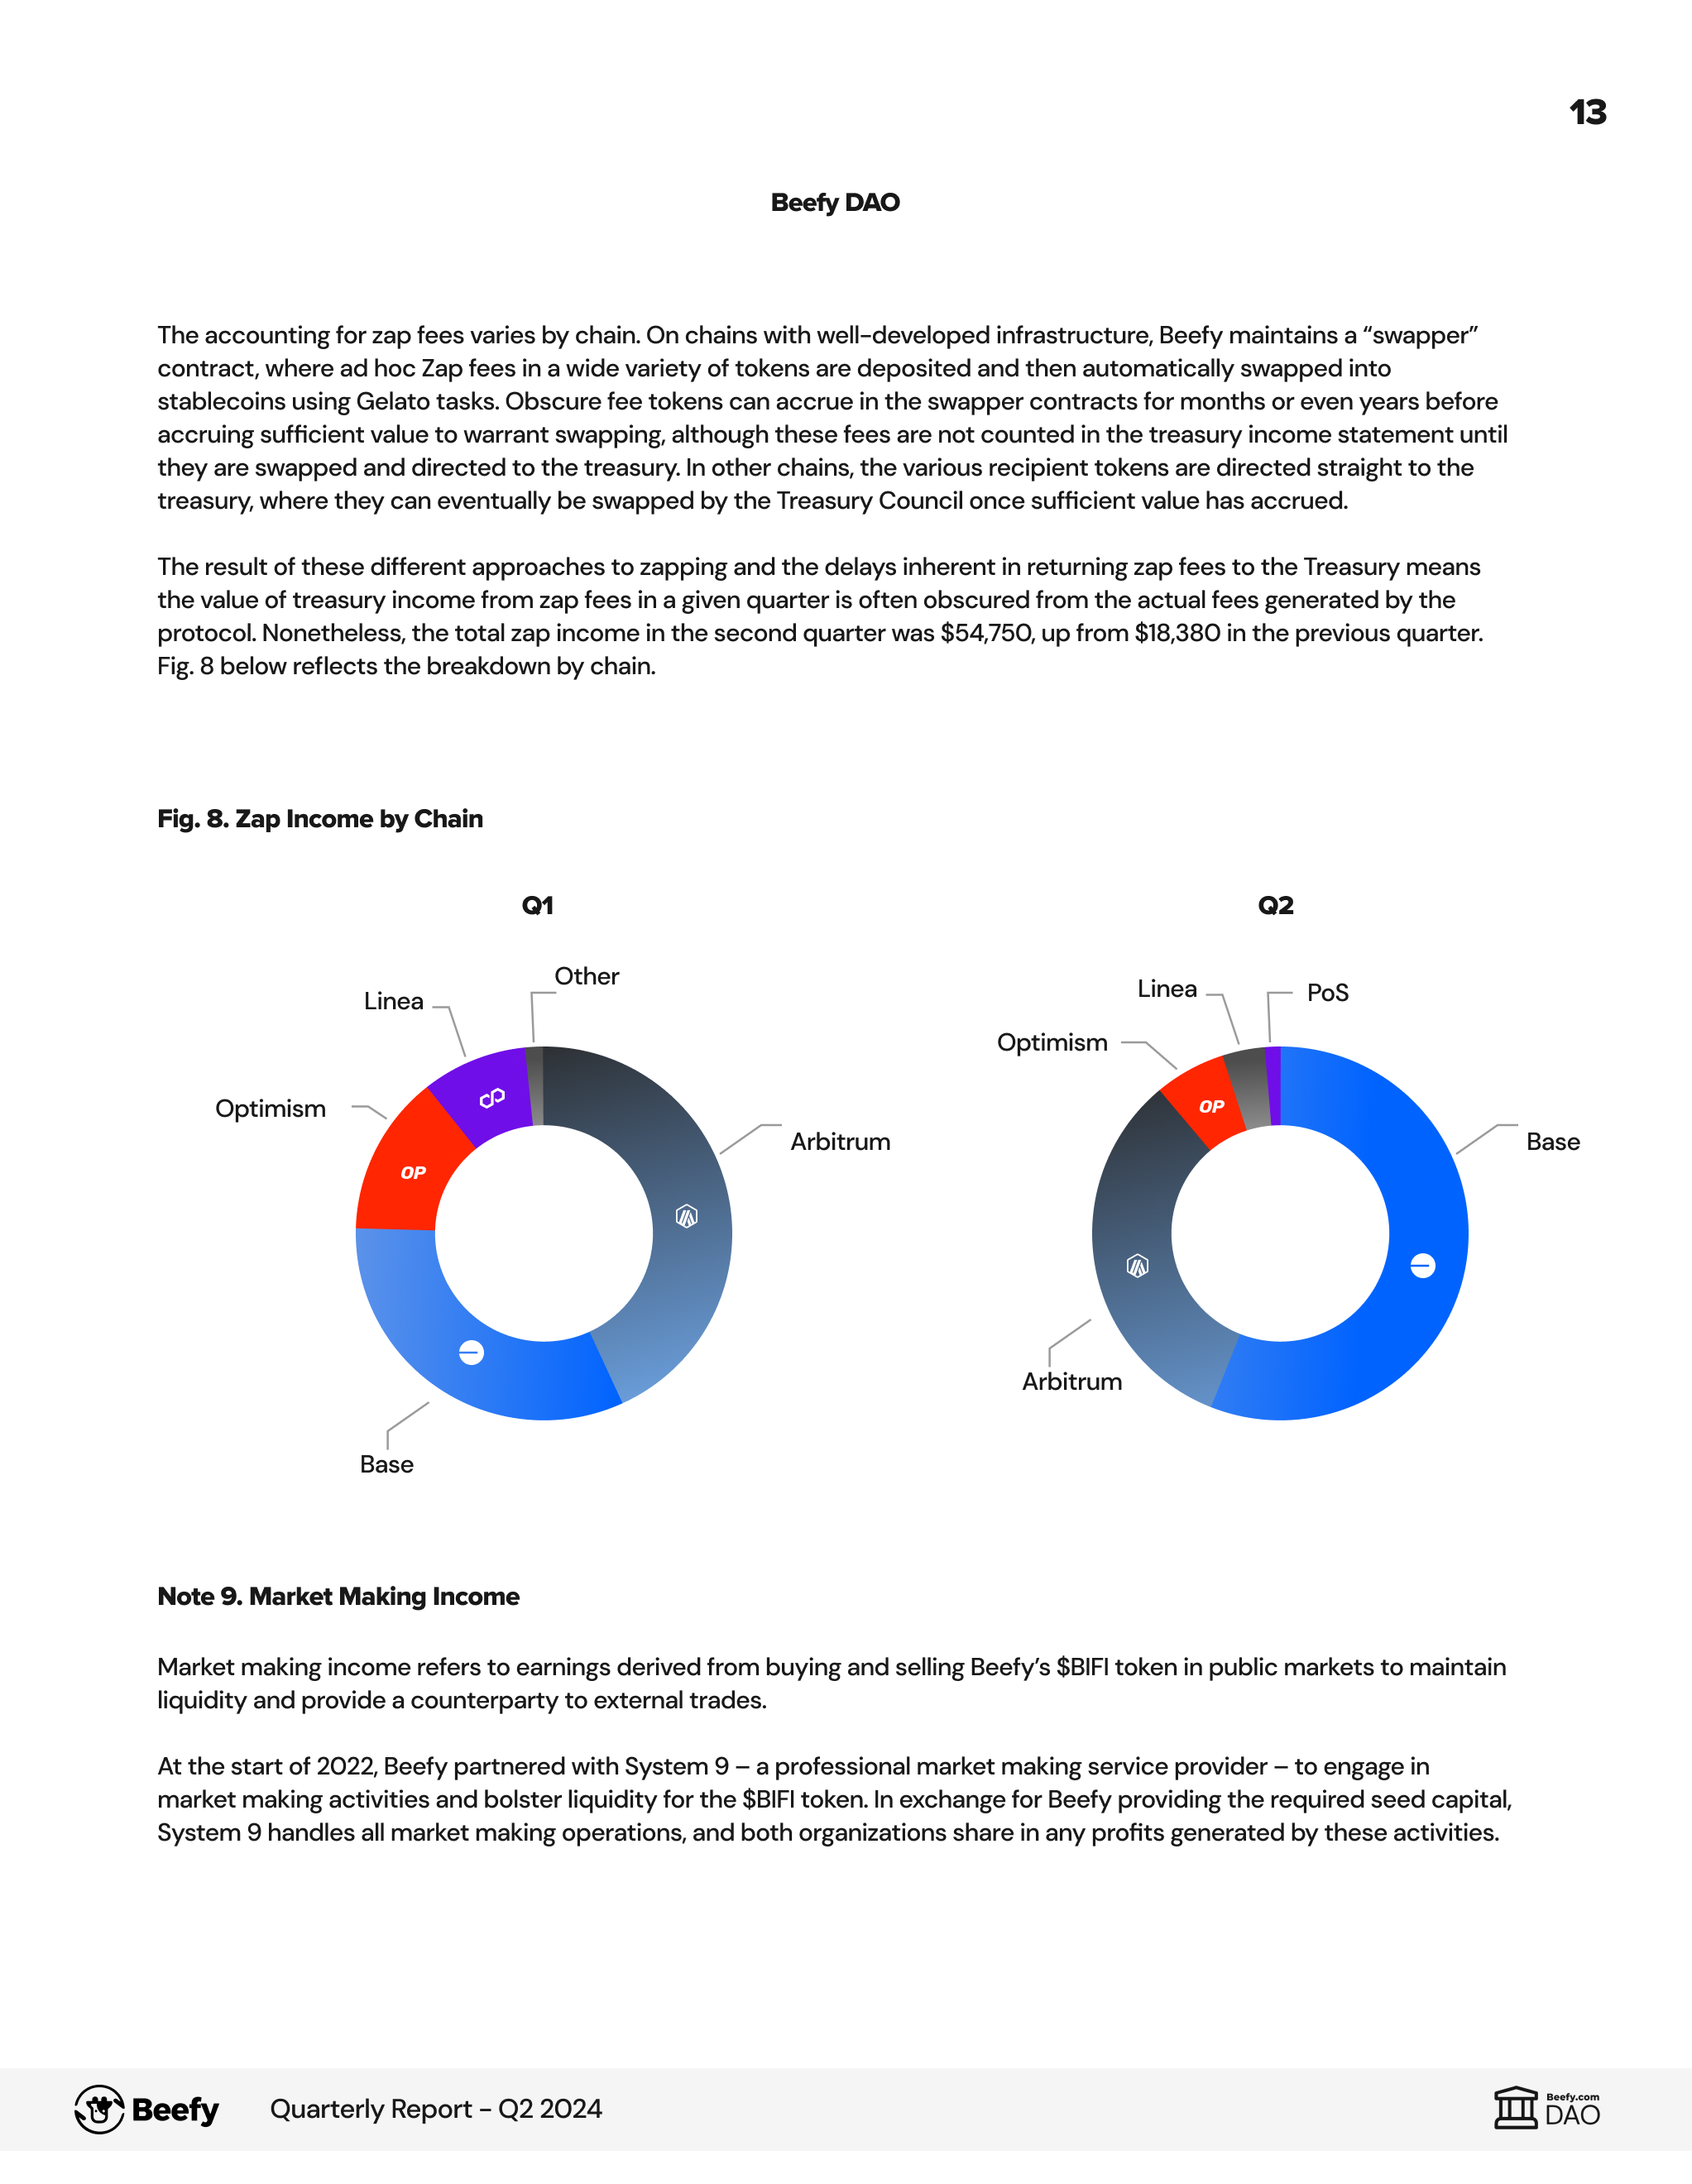 13
Beefy DAO
The accounting for zap fees varies by chain. On chains with well-developed infrastructure, Beefy maintains a “swapper”
contract, where ad hoc Zap fees in a wide variety of tokens are deposited and then automatically swapped into
stablecoins using Gelato tasks. Obscure fee tokens can accrue in the swapper contracts for months or even years before
accruing sufficient value to warrant swapping, although these fees are not counted in the treasury income statement until
they are swapped and directed to the treasury. In other chains, the various recipient tokens are directed straight to the
treasury, where they can eventually be swapped by the Treasury Council once sufficient value has accrued.
The result of these different approaches to zapping and the delays inherent in returning zap fees to the Treasury means
the value of treasury income from zap fees in a given quarter is often obscured from the actual fees generated by the
protocol. Nonetheless, the total zap income in the second quarter was $54,750, up from $18,380 in the previous quarter.
Fig. 8 below reflects the breakdown by chain.
Fig. 8. Zap Income by Chain
Q1
Other
Linea
Optimism
OP
Arbitrum
Base
Q2
Linea
PoS
Optimism
OP
Base
Arbitrum
Note 9. Market Making Income
Market making income refers to earnings derived from buying and selling Beefy’s $BIFI token in public markets to maintain
liquidity and provide a counterparty to external trades.
At the start of 2022, Beefy partnered with System 9 – a professional market making service provider – to engage in
market making activities and bolster liquidity for the $BIFI token. In exchange for Beefy providing the required seed capital,
System 9 handles all market making operations, and both organizations share in any profits generated by these activities.
Beefy
Quarterly Report - Q2 2024
Beefy.com
DAO